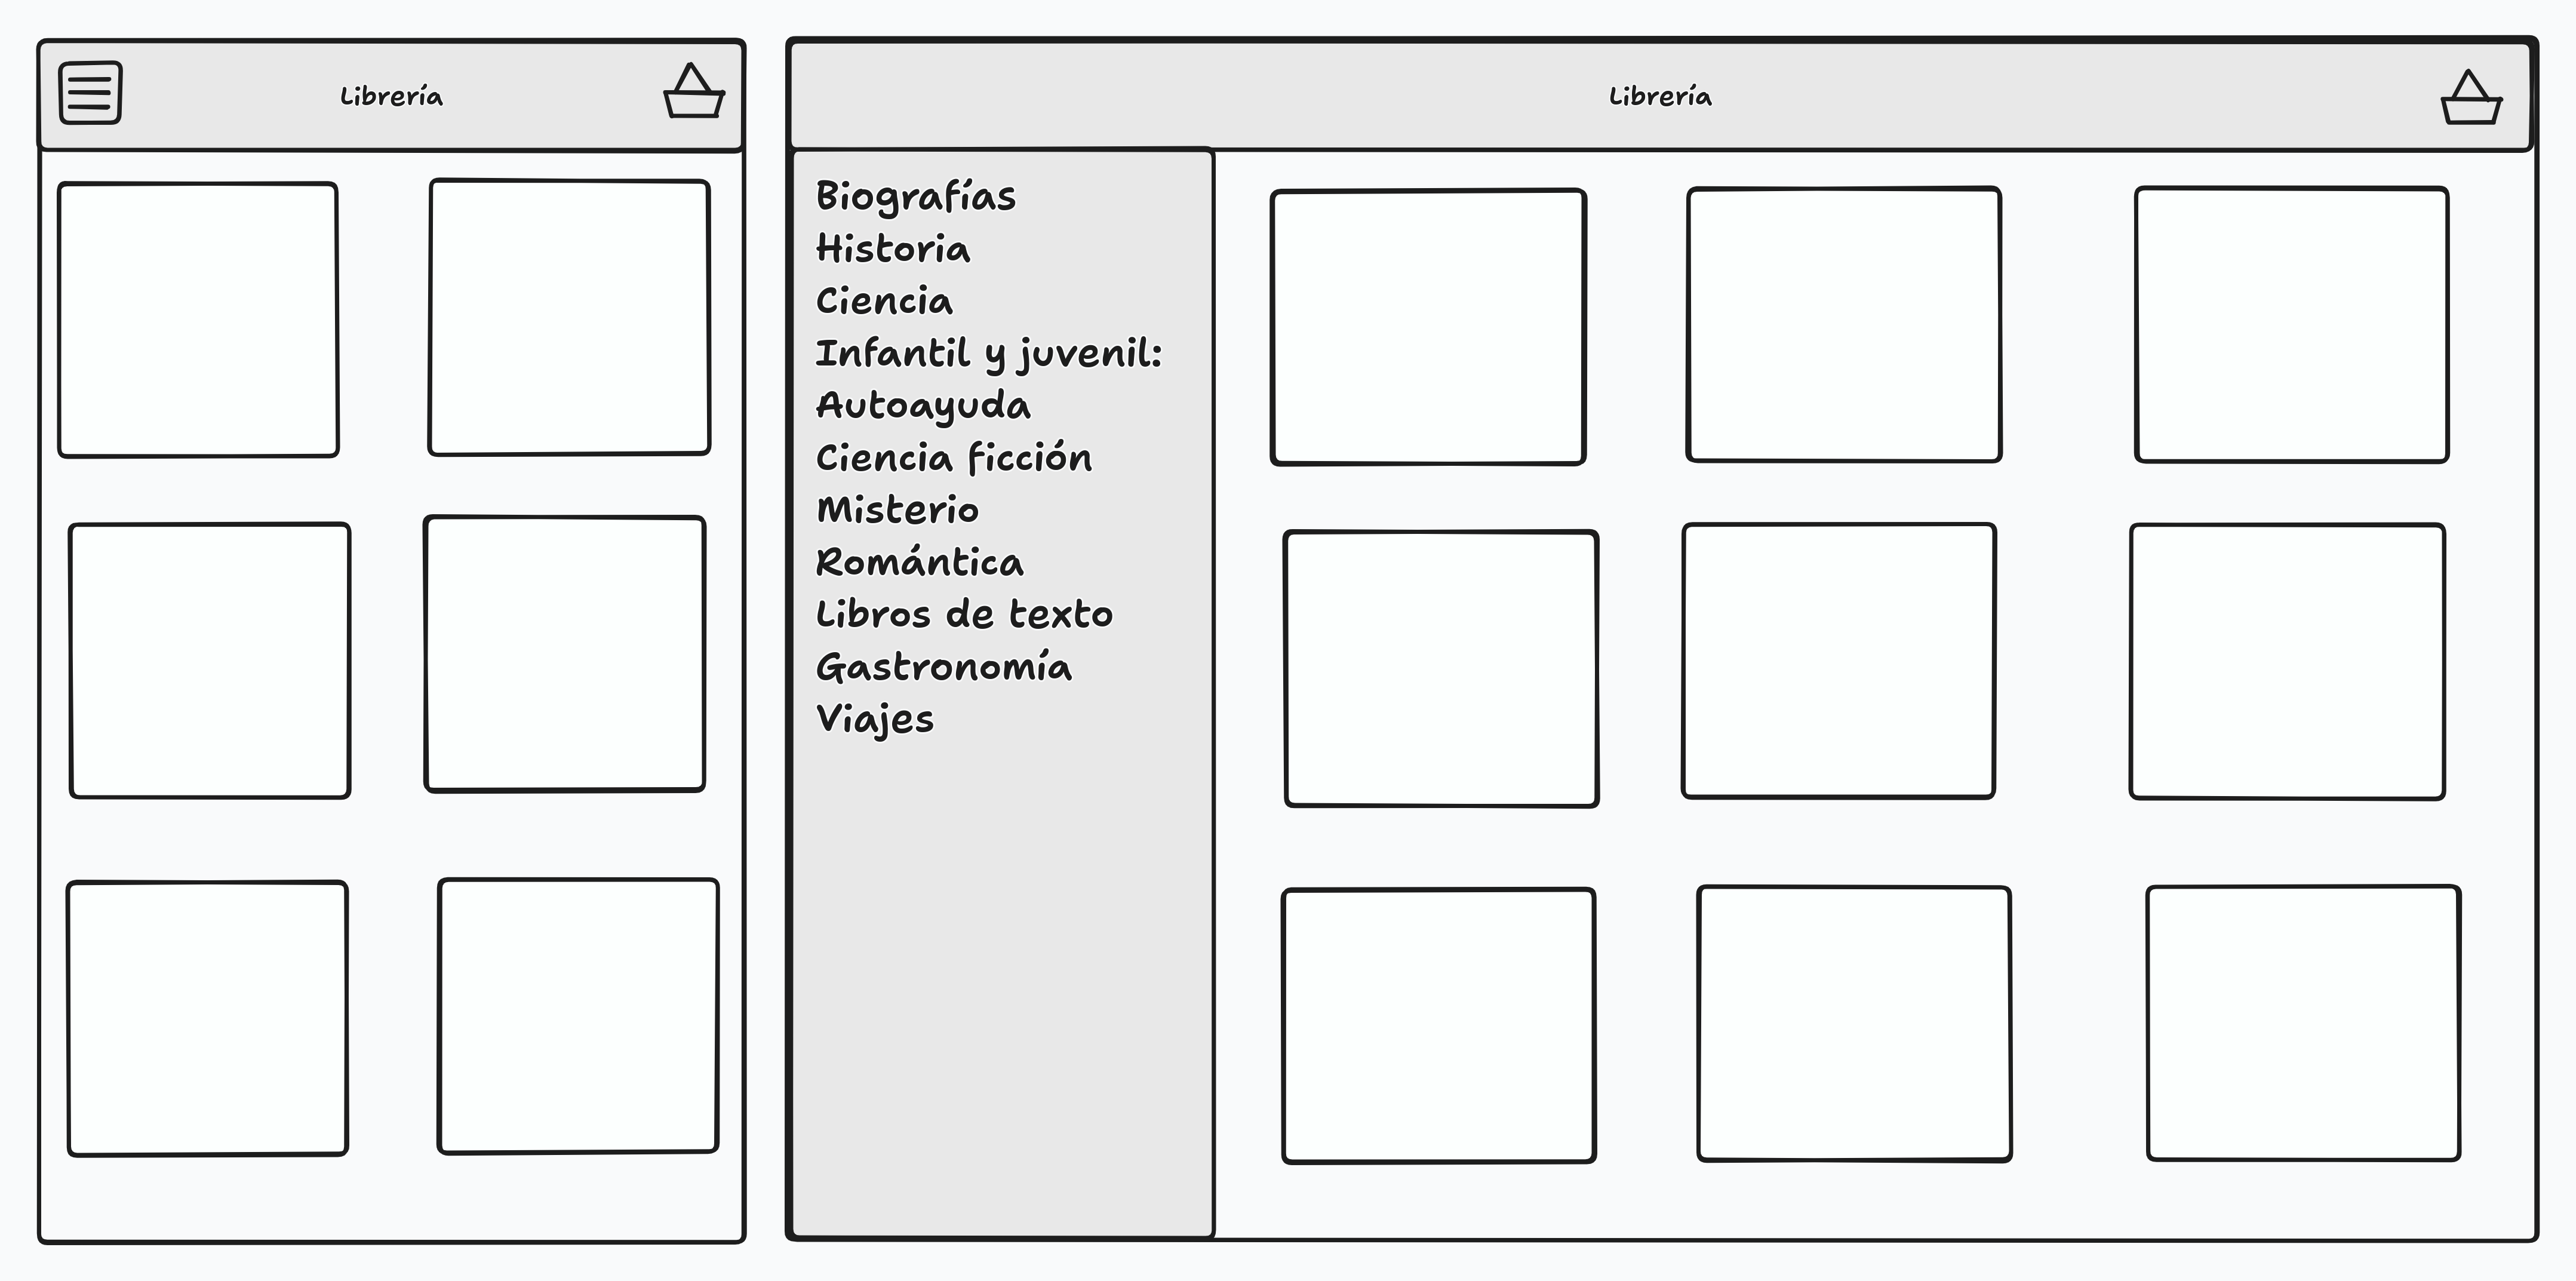 Librería
Librería
Biografías
Historia
Ciencia
Infantil y juvenil:
Autoayuda
Ciencia ficción
Misterio
Romántica
Libros de texto
Gastronomía
Viajes